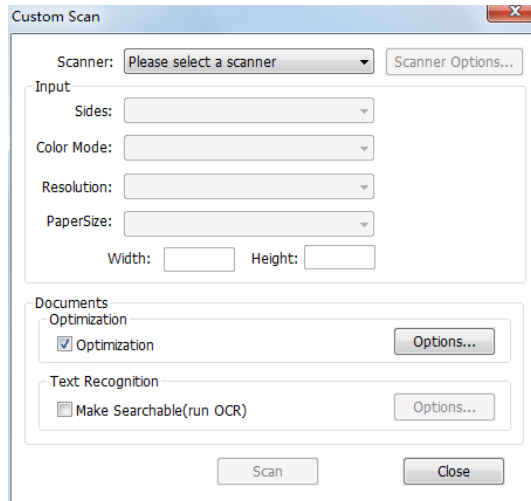 Custom Scan
Scanner: Please select a scanner Scanner Options...
Input
Sides:
Color Mode:
Resolution:
PaperSize:
Width: Height:
Documents
Optimization
Optimization Options...
Text Recognition
Make Searchable(run OCR) Options...
Scan Close